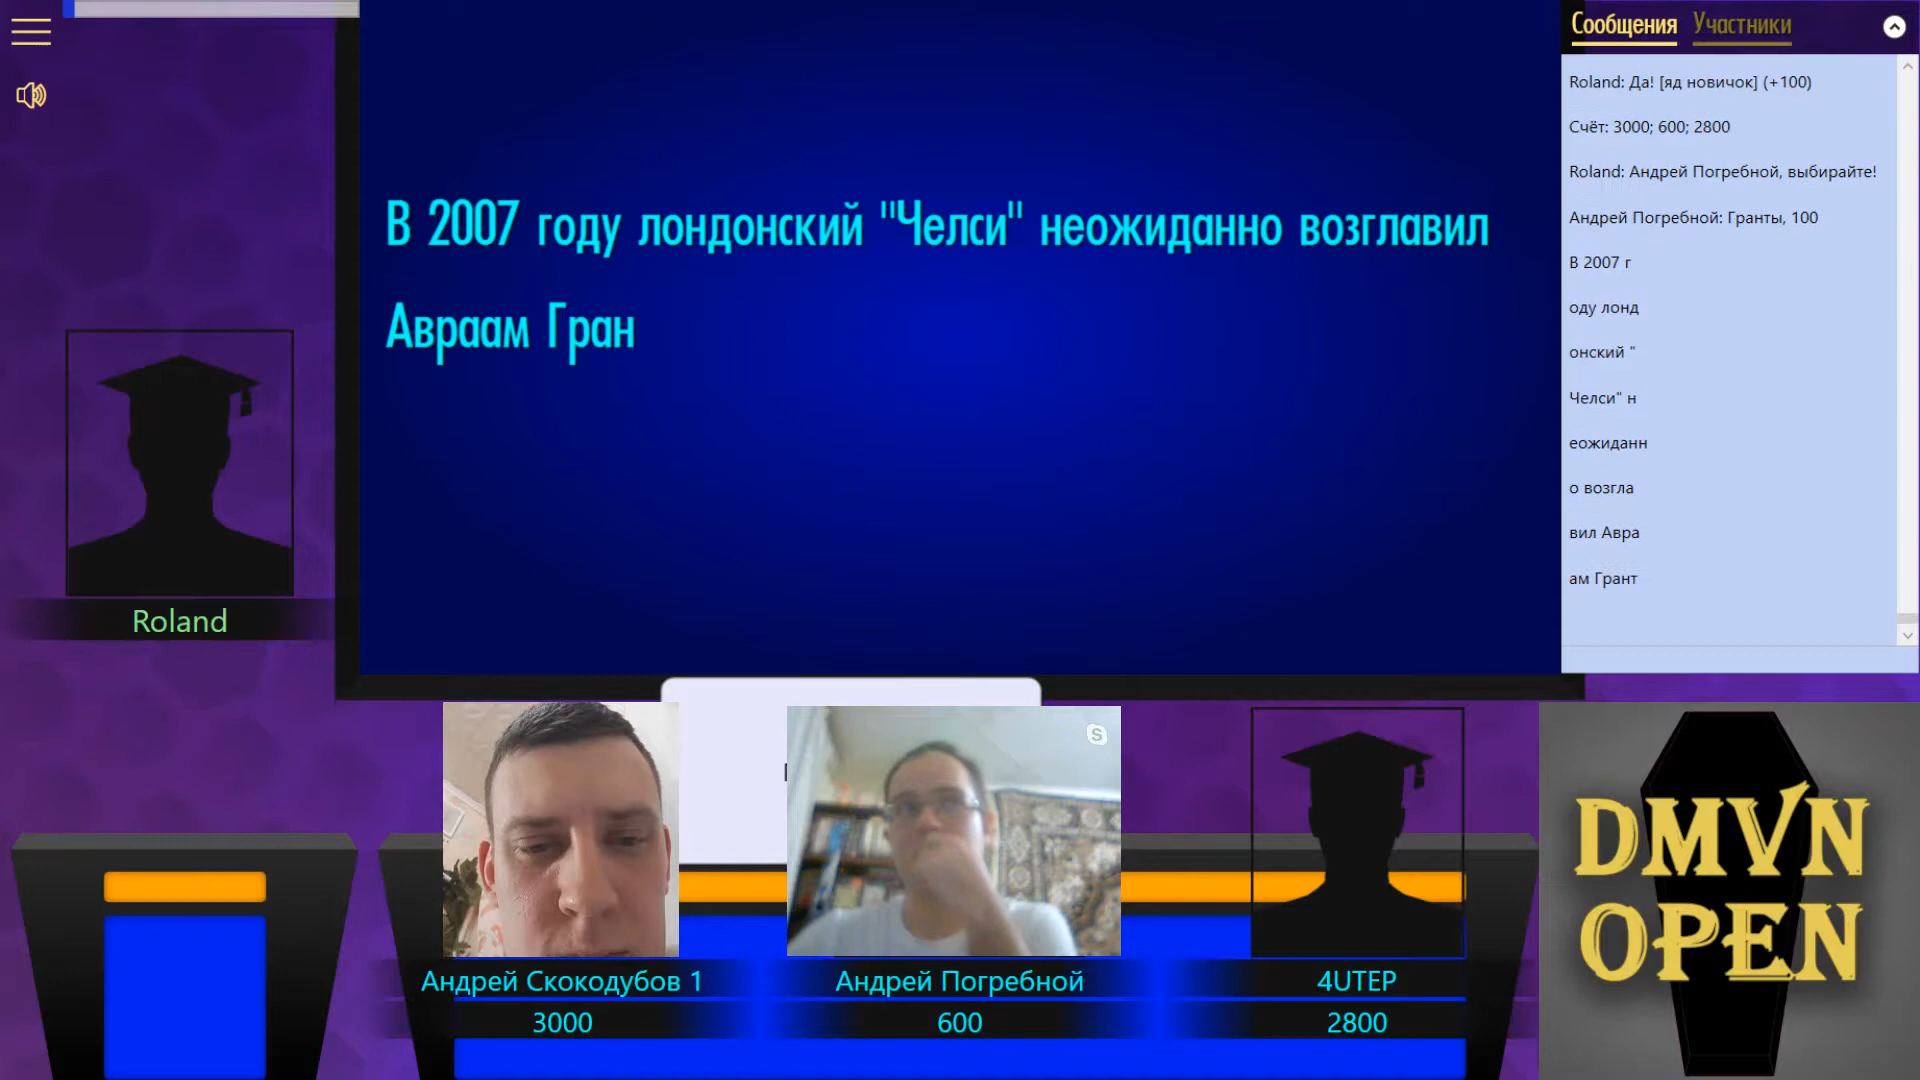 В 2007 году лондонский "Челси" неожиданно возглавил
Авраам Гран
Сообщения Участники
Roland: Да! [яд новичок] (+100)
Счёт: 3000; 600; 2800
Roland: Андрей Погребной, выбирайте!
Андрей Погребной: Гранты, 100
В 2007 г
оду лонд
онский "
Челси" н
еожиданн
о возгла
вил Авра
ам Грант
Roland
S
Андрей Скокодубов 1
3000
Андрей Погребной
600
4UTEP
2800
DMVN
OPEN